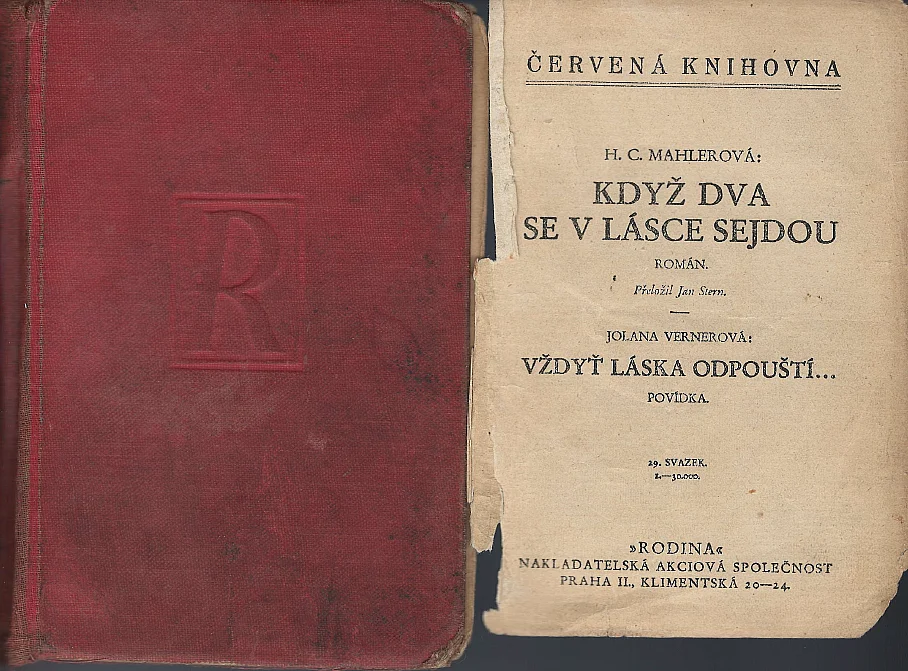 R
ČERVENÁ KNIHOVNA
H. C. MAHLEROVÁ:
KDYŽ DVA
SE V LÁSCE SEJDOU
ROMÁN.
Přeložil Jan Stern.
JOLANA VERNEROVÁ:
VŽDYŤ LÁSKA ODPOUŠTÍ...
POVÍDKA.
29. SVAZEK.
1.—30.000.
»RODINA«
NAKLADATELSKÁ AKCIOVÁ SPOLEČNOST
PRAHA II., KLIMENTSKÁ 20—24.